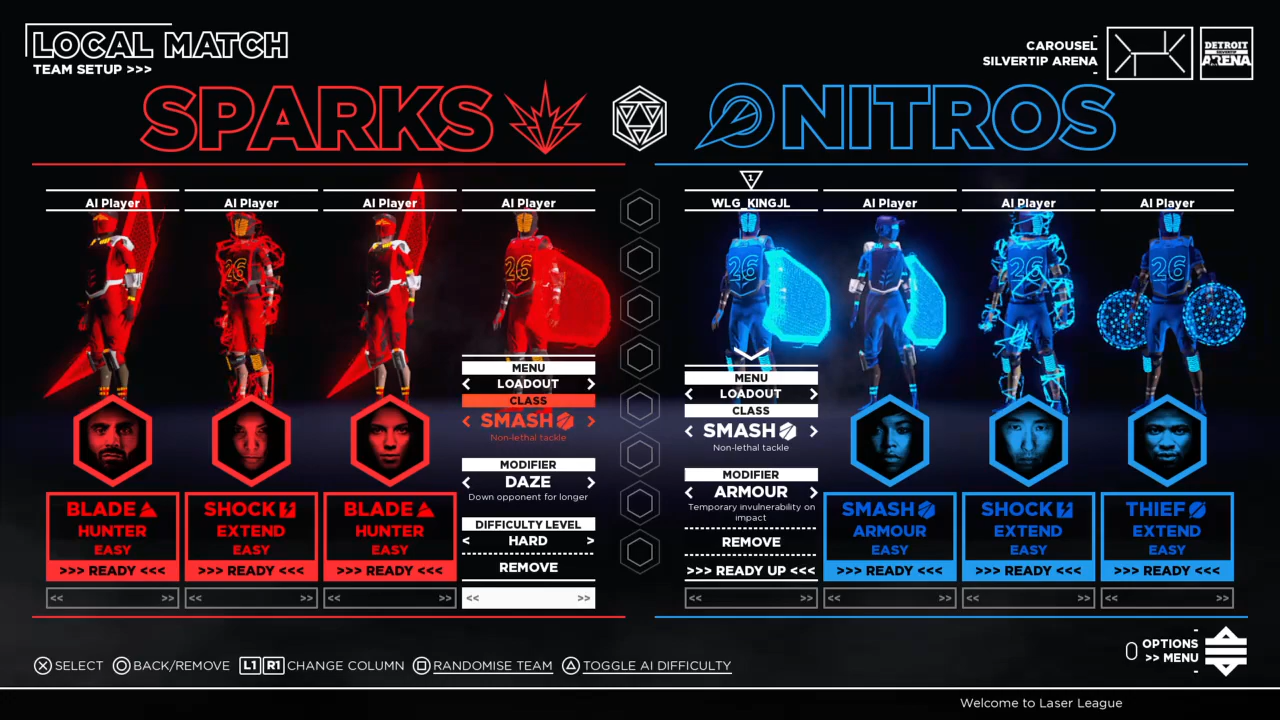 LOCAL MATCH
TEAM SETUP >>>
CAROUSEL
SILVERTIP ARENA
DETROIT
ARENA
SPARKS
NITROS
AI Player
AI Player
AI Player
AI Player
1
WLG_KINGJL
AI Player
AI Player
AI Player
26
26
26
26
26
MENU
< LOADOUT >
CLASS
< SMASH >
Non-lethal tackle
MODIFIER
< DAZE >
Down opponent for longer
DIFFICULTY LEVEL
< HARD >
REMOVE
<< >>
MENU
< LOADOUT >
CLASS
< SMASH >
Non-lethal tackle
MODIFIER
< ARMOUR >
Temporary invulnerability on
impact
REMOVE
>>> READY UP <<<
<< >>
BLADE
HUNTER
EASY
>>> READY <<<
<< >>
SHOCK
EXTEND
EASY
>>> READY <<<
<< >>
BLADE
HUNTER
EASY
>>> READY <<<
<< >>
SMASH
ARMOUR
EASY
>>> READY <<<
<< >>
SHOCK
EXTEND
EASY
>>> READY <<<
<< >>
THIEF
EXTEND
EASY
>>> READY <<<
<< >>
SELECT
BACK/REMOVE
L1 R1 CHANGE COLUMN
RANDOMISE TEAM
TOGGLE AI DIFFICULTY
OPTIONS
>> MENU
Welcome to Laser League